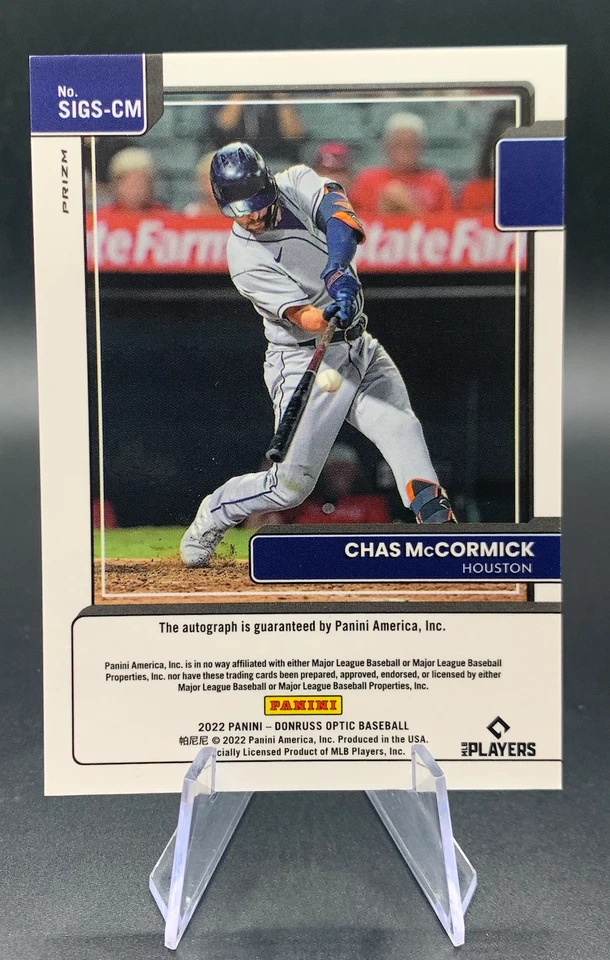 No.
SIGS-CM
PRIZM
teFarm
StateFar
CHAS McCORMICK
HOUSTON
The autograph is guaranteed by Panini America, Inc.
Panini America, Inc. is in no way affiliated with either Major League Baseball or Major League Baseball
Properties, Inc. nor have these trading cards been prepared, approved, endorsed, or licensed by either
Major League Baseball or Major League Baseball Properties, Inc.
PANINI
2022 PANINI – DONRUSS OPTIC BASEBALL
帕尼尼 © 2022 Panini America, Inc. Produced in the USA.
cially Licensed Product of MLB Players, Inc.
MLB PLAYERS